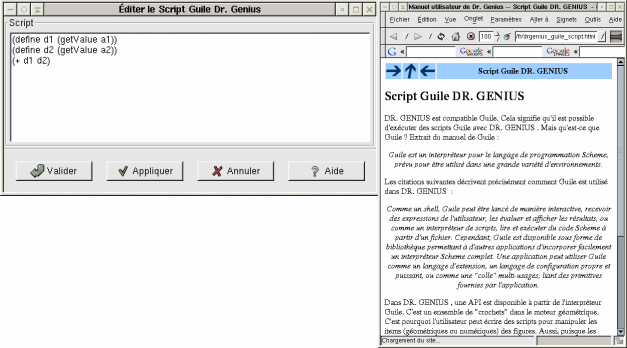 Éditer le Script Guile Dr. Genius
Script
(define d1 (getValue a1))
(define d2 (getValue a2))
(+ d1 d2)
Valider
Appliquer
Annuler
Aide
Manuel utilisateur de Dr. Genius -- Script Guile DR. GENIUS
Fichier Édition Vue Onglet Paramètres Aller à Signets Outils Aide
100 /fr/drgenius_guile_script.html
Script Guile DR. GENIUS
Script Guile DR. GENIUS
DR. GENIUS est compatible Guile. Cela signifie qu'il est possible
d'exécuter des scripts Guile avec DR. GENIUS . Mais qu'est-ce que
Guile ? Extrait du manuel de Guile :
Guile est un interpréteur pour le langage de programmation Scheme,
prévu pour être utilisé dans une grande variété d'environnements.
Les citations suivantes décrivent précisément comment Guile est utilisé
dans DR. GENIUS :
Comme un shell, Guile peut être lancé de manière interactive, recevoir
des expressions de l'utilisateur, les évaluer et afficher les résultats, ou
comme un interpréteur de scripts, lire et exécuter du code Scheme à
partir d'un fichier. Cependant, Guile est disponible sous forme de
bibliothèque permettant à d'autres applications d'incorporer facilement
un interpréteur Scheme complet. Une application peut utiliser Guile
comme un langage d'extension, un langage de configuration propre et
puissant, ou comme une "colle" multi-usages, liant des primitives
fournies par l'application.
Dans DR. GENIUS , une API est disponible à partir de l'interpréteur
Guile. C'est un ensemble de "crochets" dans le moteur géométrique.
C'est pourquoi l'utilisateur peut écrire des scripts pour manipuler les
items (géométriques ou numériques) des figures. Aussi, puisque les
Chargement du site...